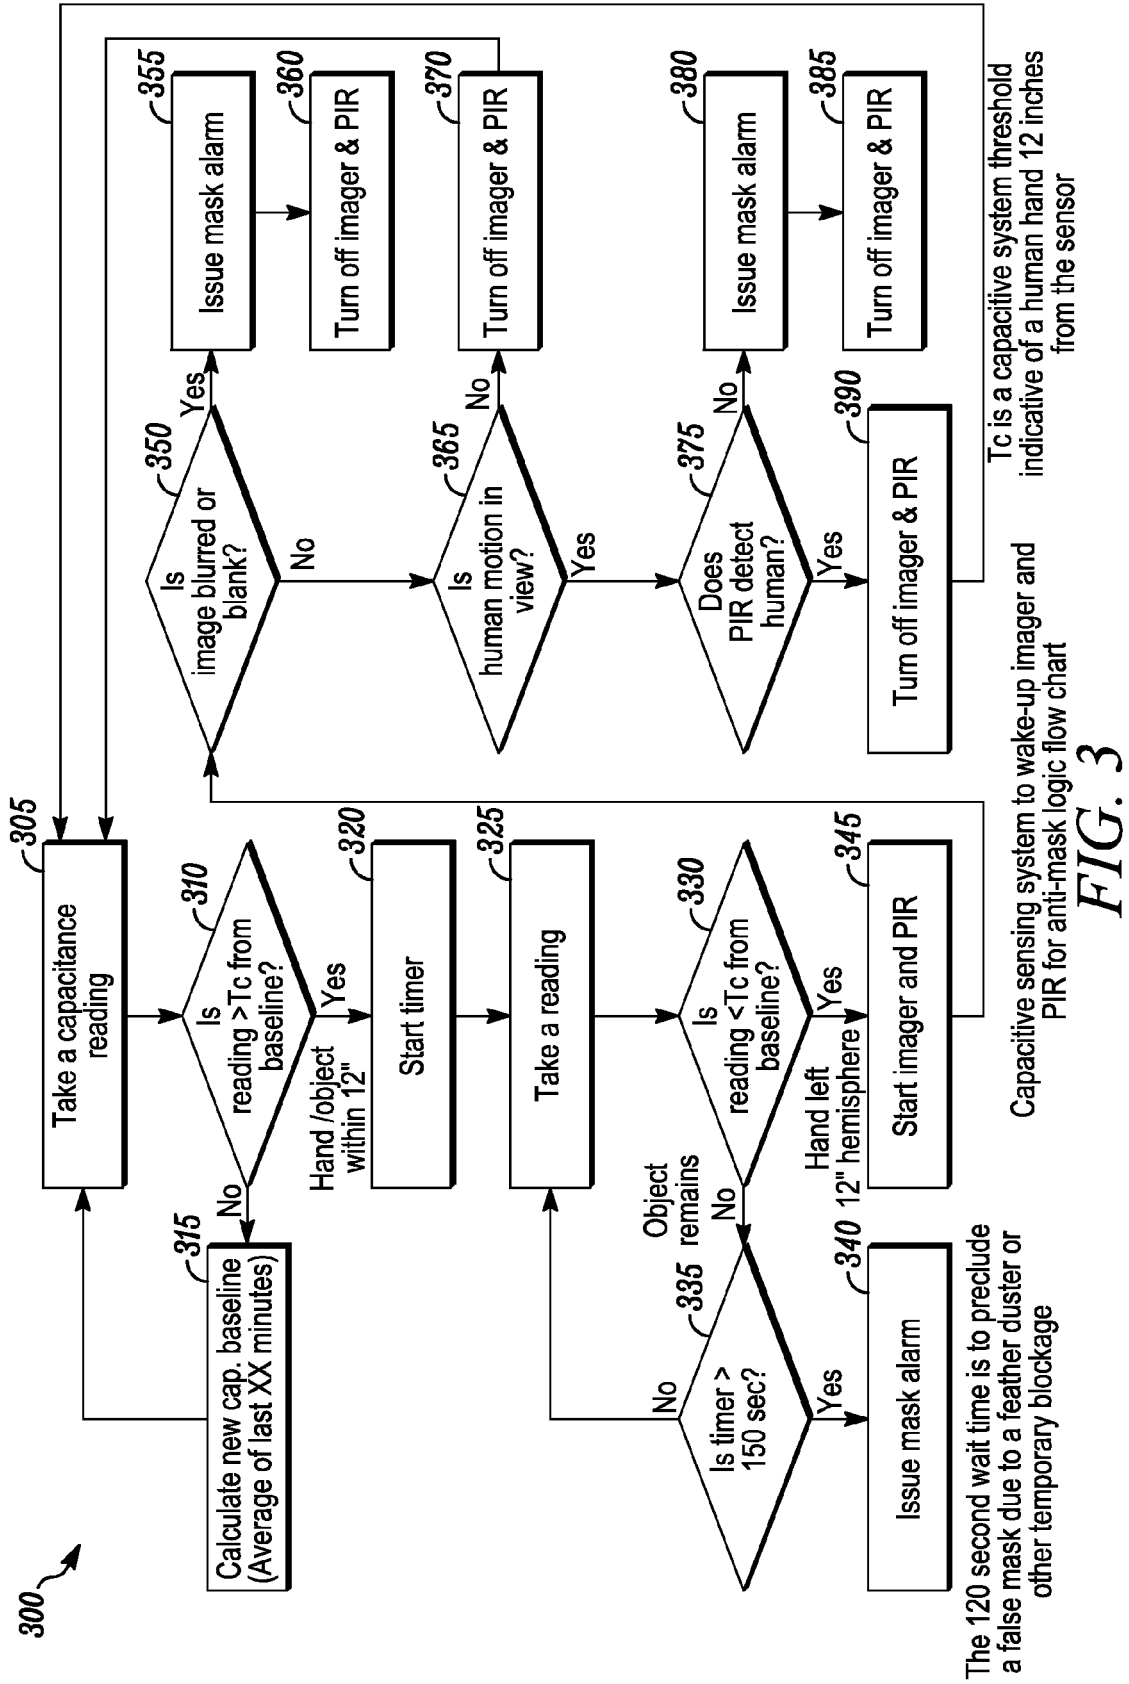 300
305
Take a capacitance
reading
310
Is
reading >Tc from
baseline?
No
315
Calculate new cap. baseline
(Average of last XX minutes)
Yes
Hand /object
within 12"
320
Start timer
325
Take a reading
330
Is
reading <Tc from
baseline?
Object
remains
No
335
Is timer >
150 sec?
No
Yes
340
Issue mask alarm
Yes
Hand left
12" hemisphere
345
Start imager and PIR
350
Is
image blurred or
blank?
Yes
355
Issue mask alarm
360
Turn off imager & PIR
No
365
Is
human motion in
view?
No
370
Turn off imager & PIR
Yes
375
Does
PIR detect
human?
No
380
Issue mask alarm
385
Turn off imager & PIR
Yes
390
Turn off imager & PIR
The 120 second wait time is to preclude
a false mask due to a feather duster or
other temporary blockage
Tc is a capacitive system threshold
indicative of a human hand 12 inches
from the sensor
Capacitive sensing system to wake-up imager and
PIR for anti-mask logic flow chart
FIG. 3